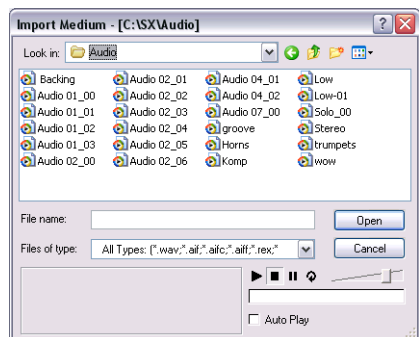 Import Medium - [C:\SX\Audio]
Look in: Audio
Backing Audio 02_01 Audio 04_01 Low
Audio 01_00 Audio 02_02 Audio 04_02 Low-01
Audio 01_01 Audio 02_03 Audio 07_00 Solo_00
Audio 01_02 Audio 02_04 groove Stereo
Audio 01_03 Audio 02_05 Horns trumpets
Audio 02_00 Audio 02_06 Komp wow
File name: Open
Files of type: All Types: (*.wav;*.aif;*.aifc;*.aiff;*.rex;* Cancel
Auto Play